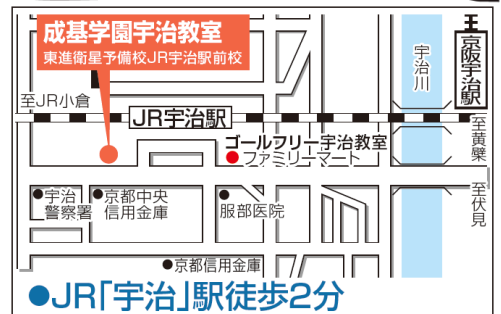 成基学園宇治教室
東進衛星予備校JR宇治駅前校
宇治川
京阪宇治駅
至JR小倉
JR宇治駅
至黄檗
ゴールフリー宇治教室
ファミリーマート
至伏見
宇治
警察署
京都中央
信用金庫
服部医院
京都信用金庫
●JR「宇治」駅徒歩2分